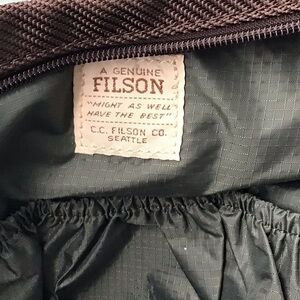 A GENUINE
FILSON
"MIGHT AS WELL
HAVE THE BEST"
C.C. FILSON CO.
SEATTLE